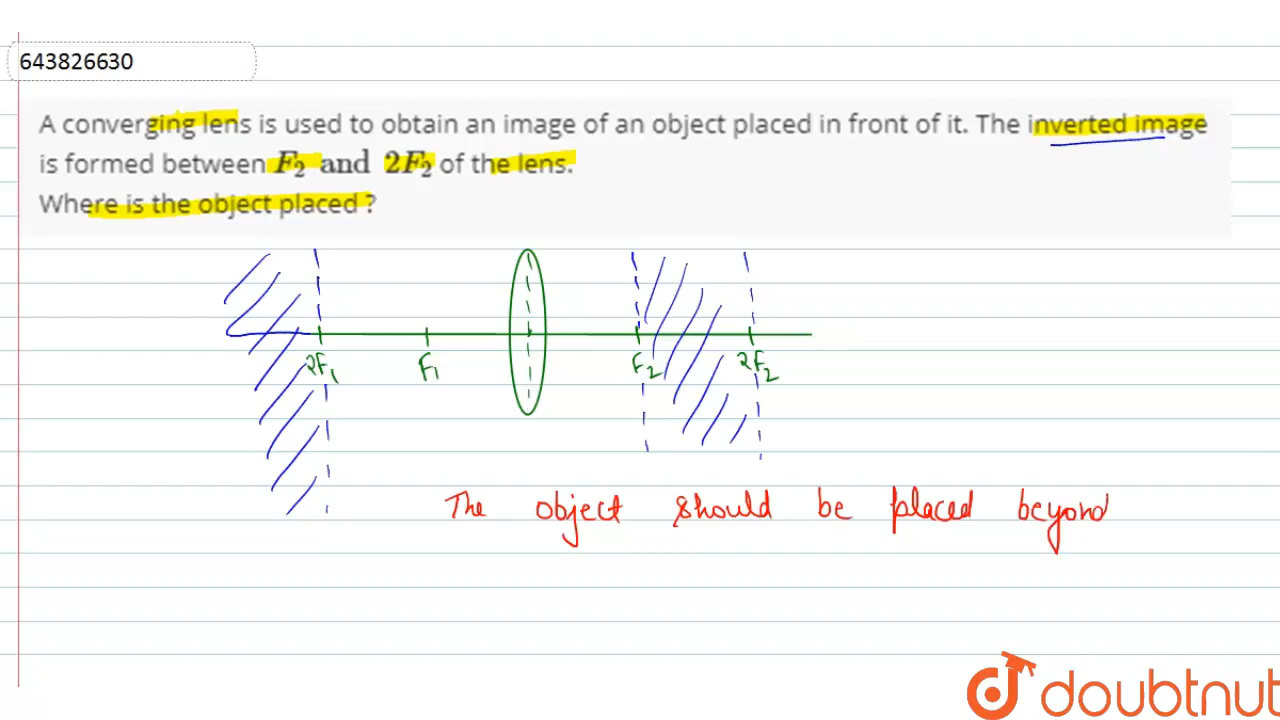 643826630
A converging lens is used to obtain an image of an object placed in front of it. The inverted image
is formed between F₂ and 2F₂ of the lens.
Where is the object placed ?
2F₁ F₁ F₂ 2F₂
The object should be placed beyond
doubtnut